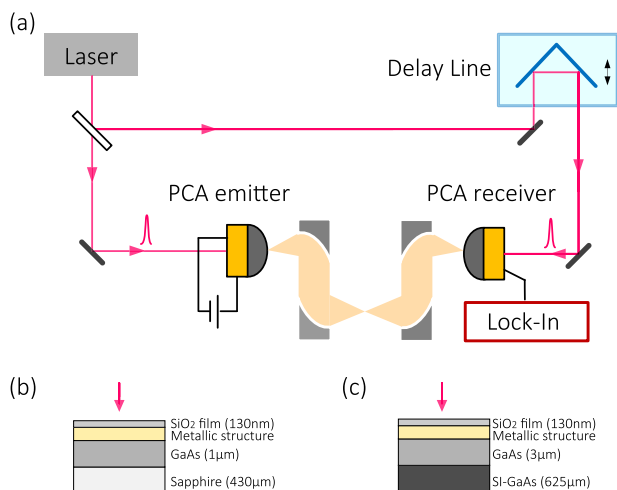 (a)
Laser
Delay Line
PCA emitter
PCA receiver
Lock-In
(b)
SiO2 film (130nm)
Metallic structure
GaAs (1μm)
Sapphire (430μm)
(c)
SiO2 film (130nm)
Metallic structure
GaAs (3μm)
SI-GaAs (625μm)